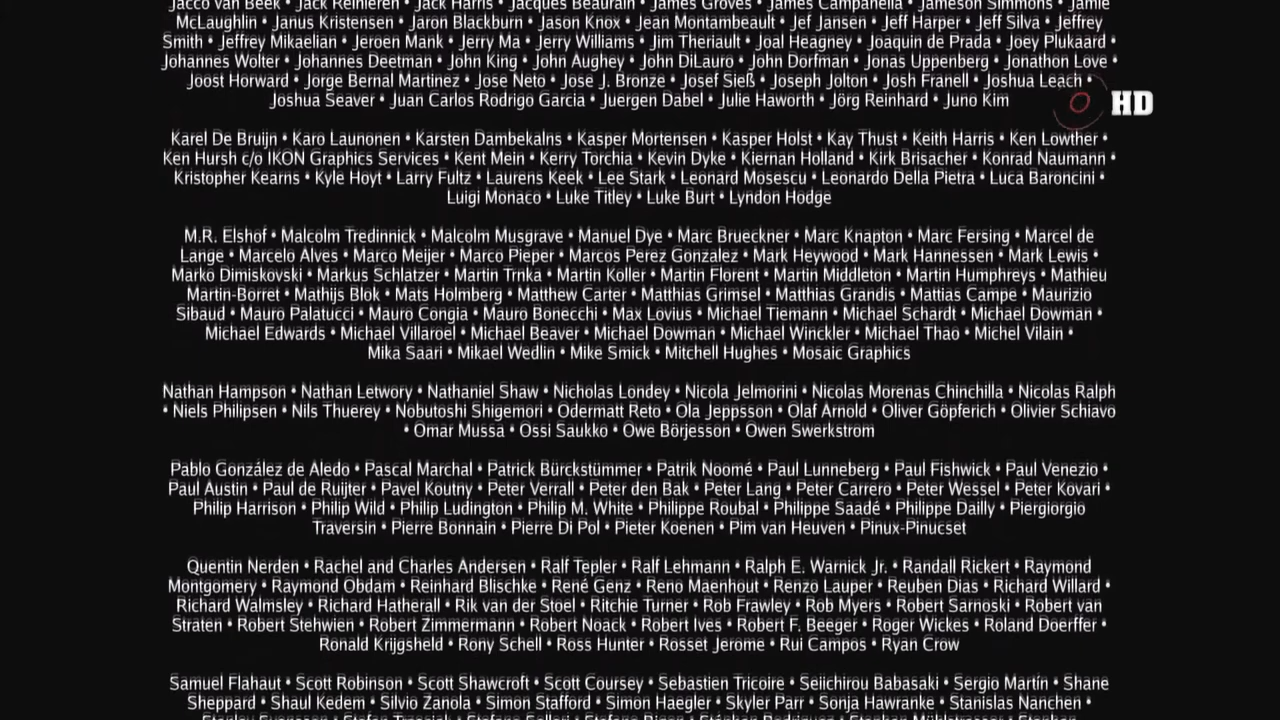 Jacco van Beek • Jack Reinieren • Jack Harris • Jacques Beaurain • James Groves • James Campanella • Jameson Simmons • Jamie
McLaughlin • Janus Kristensen • Jaron Blackburn • Jason Knox • Jean Montambeault • Jef Jansen • Jeff Harper • Jeff Silva • Jeffrey
Smith • Jeffrey Mikaelian • Jeroen Mank • Jerry Ma • Jerry Williams • Jim Theriault • Joal Heagney • Joaquin de Prada • Joey Plukaard •
Johannes Wolter • Johannes Deetman • John King • John Aughey • John DiLauro • John Dorfman • Jonas Uppenberg • Jonathon Love •
Joost Horward • Jorge Bernal Martinez • Jose Neto • Jose J. Bronze • Josef Sieß • Joseph Jolton • Josh Franell • Joshua Leach •
Joshua Seaver • Juan Carlos Rodrigo Garcia • Juergen Dabel • Julie Haworth • Jörg Reinhard • Juno Kim
HD
Karel De Bruijn • Karo Launonen • Karsten Dambekalns • Kasper Mortensen • Kasper Holst • Kay Thust • Keith Harris • Ken Lowther •
Ken Hursh c/o IKON Graphics Services • Kent Mein • Kerry Torchia • Kevin Dyke • Kiernan Holland • Kirk Brisacher • Konrad Naumann •
Kristopher Kearns • Kyle Hoyt • Larry Fultz • Laurens Keek • Lee Stark • Leonard Mosescu • Leonardo Della Pietra • Luca Baroncini •
Luigi Monaco • Luke Titley • Luke Burt • Lyndon Hodge
M.R. Elshof • Malcolm Tredinnick • Malcolm Musgrave • Manuel Dye • Marc Brueckner • Marc Knapton • Marc Fersing • Marcel de
Lange • Marcelo Alves • Marco Meijer • Marco Pieper • Marcos Perez Gonzalez • Mark Heywood • Mark Hannessen • Mark Lewis •
Marko Dimiskovski • Markus Schlatzer • Martin Trnka • Martin Koller • Martin Florent • Martin Middleton • Martin Humphreys • Mathieu
Martin-Borret • Mathijs Blok • Mats Holmberg • Matthew Carter • Matthias Grimsel • Matthias Grandis • Mattias Campe • Maurizio
Sibaud • Mauro Palatucci • Mauro Congia • Mauro Bonecchi • Max Lovius • Michael Tiemann • Michael Schardt • Michael Dowman •
Michael Edwards • Michael Villaroel • Michael Beaver • Michael Dowman • Michael Winckler • Michael Thao • Michel Vilain •
Mika Saari • Mikael Wedlin • Mike Smick • Mitchell Hughes • Mosaic Graphics
Nathan Hampson • Nathan Letwory • Nathaniel Shaw • Nicholas Londey • Nicola Jelmorini • Nicolas Morenas Chinchilla • Nicolas Ralph
• Niels Philipsen • Nils Thuerey • Nobutoshi Shigemori • Odermatt Reto • Ola Jeppsson • Olaf Arnold • Oliver Göpferich • Olivier Schiavo
• Omar Mussa • Ossi Saukko • Owe Börjesson • Owen Swerkstrom
Pablo González de Aledo • Pascal Marchal • Patrick Bürckstümmer • Patrik Noomé • Paul Lunneberg • Paul Fishwick • Paul Venezio •
Paul Austin • Paul de Ruijter • Pavel Koutny • Peter Verrall • Peter den Bak • Peter Lang • Peter Carrero • Peter Wessel • Peter Kovari •
Philip Harrison • Philip Wild • Philip Ludington • Philip M. White • Philippe Roubal • Philippe Saadé • Philippe Dailly • Piergiorgio
Traversin • Pierre Bonnain • Pierre Di Pol • Pieter Koenen • Pim van Heuven • Pinux-Pinucset
Quentin Nerden • Rachel and Charles Andersen • Ralf Tepler • Ralf Lehmann • Ralph E. Warnick Jr. • Randall Rickert • Raymond
Montgomery • Raymond Obdam • Reinhard Blischke • René Genz • Reno Maenhout • Renzo Lauper • Reuben Dias • Richard Willard •
Richard Walmsley • Richard Hatherall • Rik van der Stoel • Ritchie Turner • Rob Frawley • Rob Myers • Robert Sarnoski • Robert van
Straten • Robert Stehwien • Robert Zimmermann • Robert Noack • Robert Ives • Robert F. Beeger • Roger Wickes • Roland Doerffer •
Ronald Krijgsheld • Rony Schell • Ross Hunter • Rosset Jerome • Rui Campos • Ryan Crow
Samuel Flahaut • Scott Robinson • Scott Shawcroft • Scott Coursey • Sebastien Tricoire • Seiichirou Babasaki • Sergio Martín • Shane
Sheppard • Shaul Kedem • Silvio Zanola • Simon Stafford • Simon Haegler • Skyler Parr • Sonja Hawranke • Stanislas Nanchen •